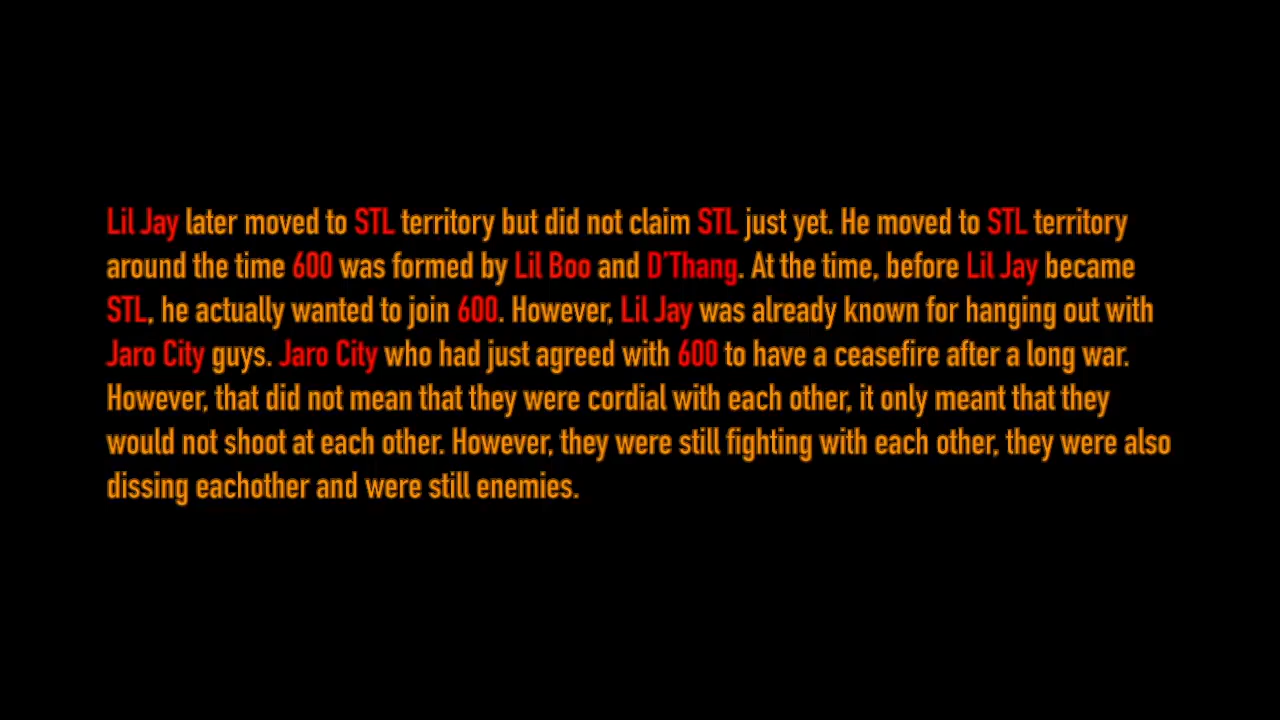 Lil Jay later moved to STL territory but did not claim STL just yet. He moved to STL territory
around the time 600 was formed by Lil Boo and D'Thang. At the time, before Lil Jay became
STL, he actually wanted to join 600. However, Lil Jay was already known for hanging out with
Jaro City guys. Jaro City who had just agreed with 600 to have a ceasefire after a long war.
However, that did not mean that they were cordial with each other, it only meant that they
would not shoot at each other. However, they were still fighting with each other, they were also
dissing eachother and were still enemies.